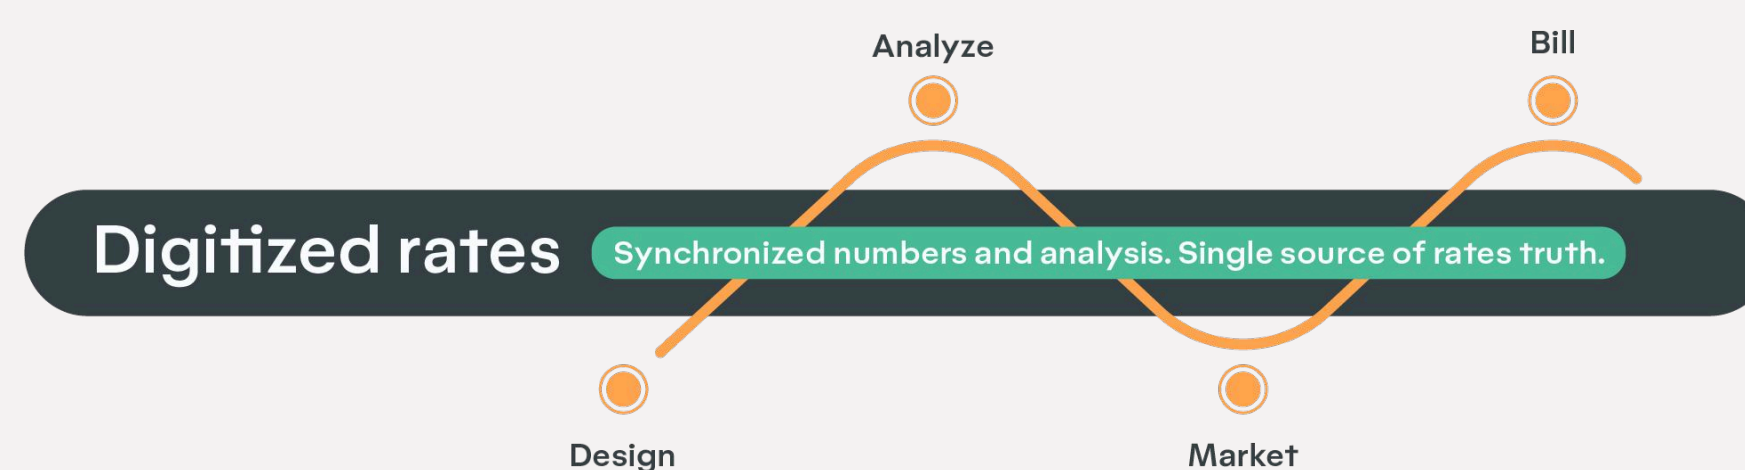 Analyze
Bill
Digitized rates
Synchronized numbers and analysis. Single source of rates truth.
Design
Market